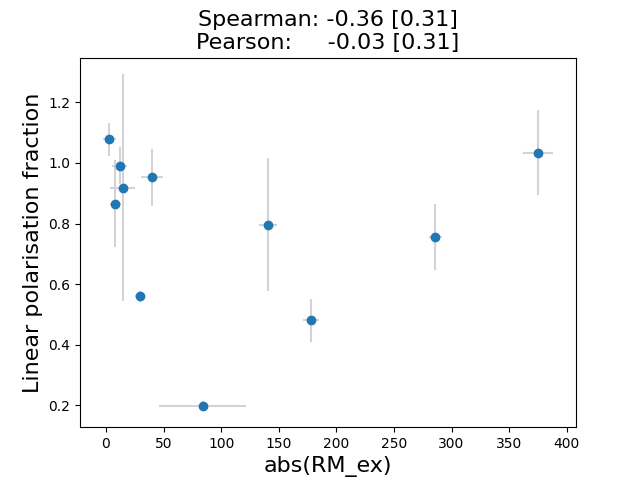 Spearman: -0.36 [0.31]
Pearson: -0.03 [0.31]
Linear polarisation fraction
1.2
1.0
0.8
0.6
0.4
0.2
0 50 100 150 200 250 300 350 400
abs(RM_ex)